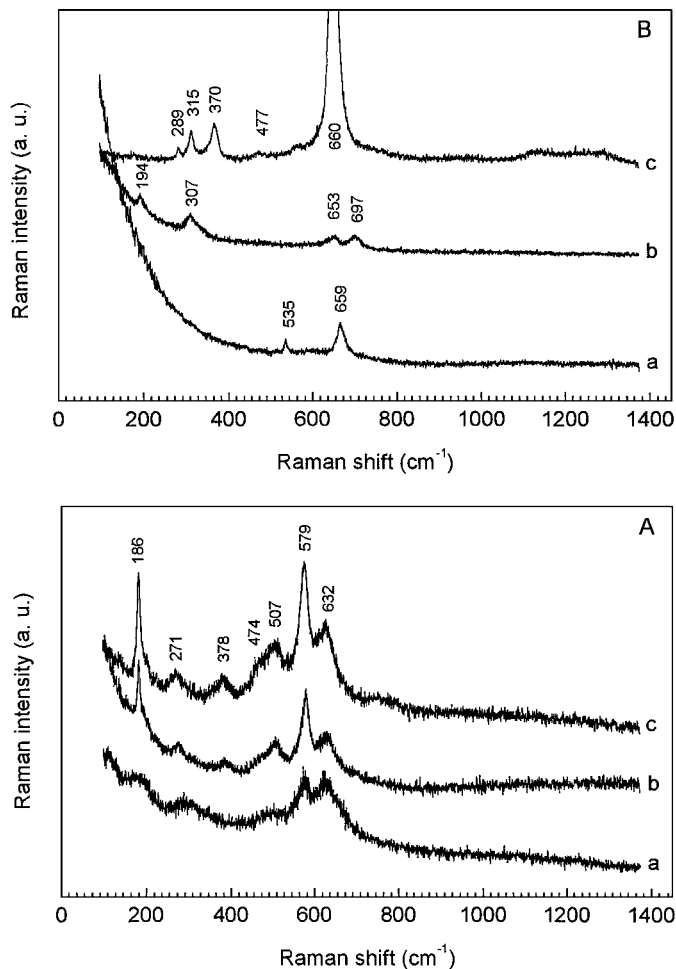 B
Raman intensity (a. u.)
289
315
370
477
660
c
194
307
653
697
b
535
659
a
0 200 400 600 800 1000 1200 1400
Raman shift (cm⁻¹)
A
Raman intensity (a. u.)
186
271
378
474
507
579
632
c
b
a
0 200 400 600 800 1000 1200 1400
Raman shift (cm⁻¹)